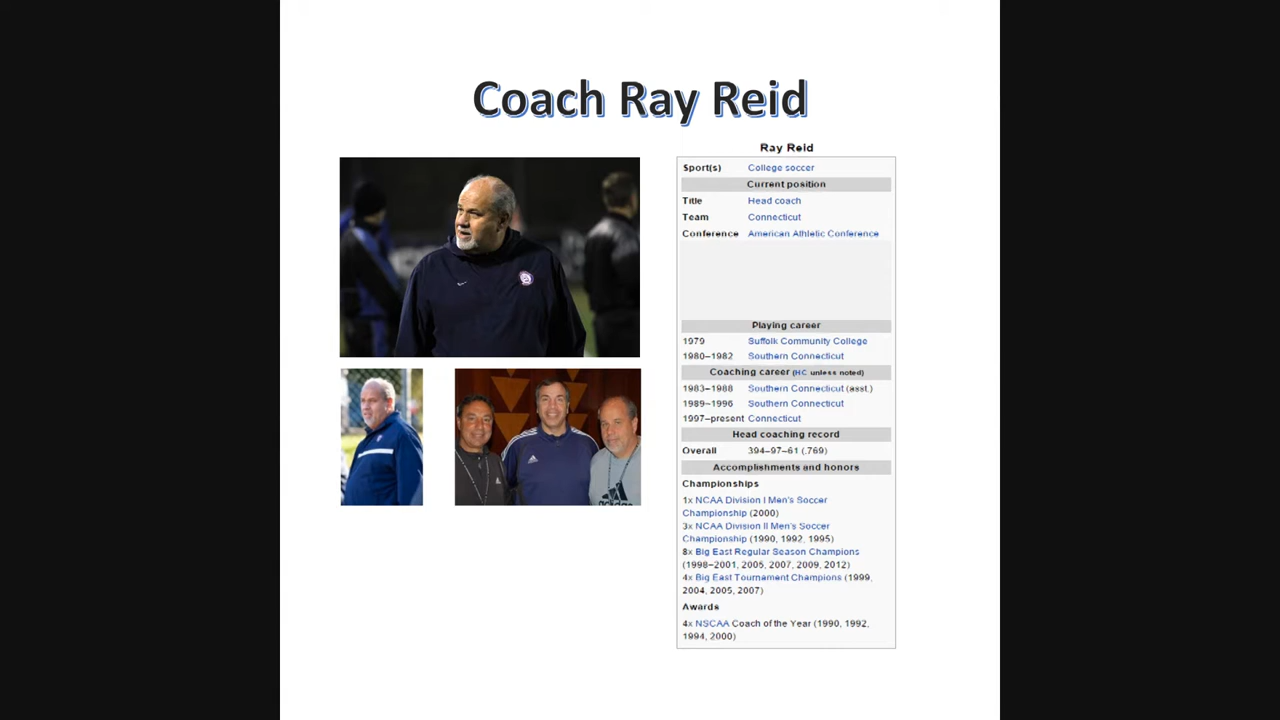 Coach Ray Reid
Ray Reid
Sport(s) College soccer
Current position
Title Head coach
Team Connecticut
Conference American Athletic Conference
Playing career
1979 Suffolk Community College
1980–1982 Southern Connecticut
Coaching career (HC unless noted)
1983–1988 Southern Connecticut (asst.)
1989–1996 Southern Connecticut
1997–present Connecticut
Head coaching record
Overall 394–97–61 (.769)
Accomplishments and honors
Championships
1x NCAA Division I Men's Soccer
Championship (2000)
3x NCAA Division II Men's Soccer
Championship (1990, 1992, 1995)
8x Big East Regular Season Champions
(1998–2001, 2005, 2007, 2009, 2012)
4x Big East Tournament Champions (1999,
2004, 2005, 2007)
Awards
4x NSCAA Coach of the Year (1990, 1992,
1994, 2000)
adidas